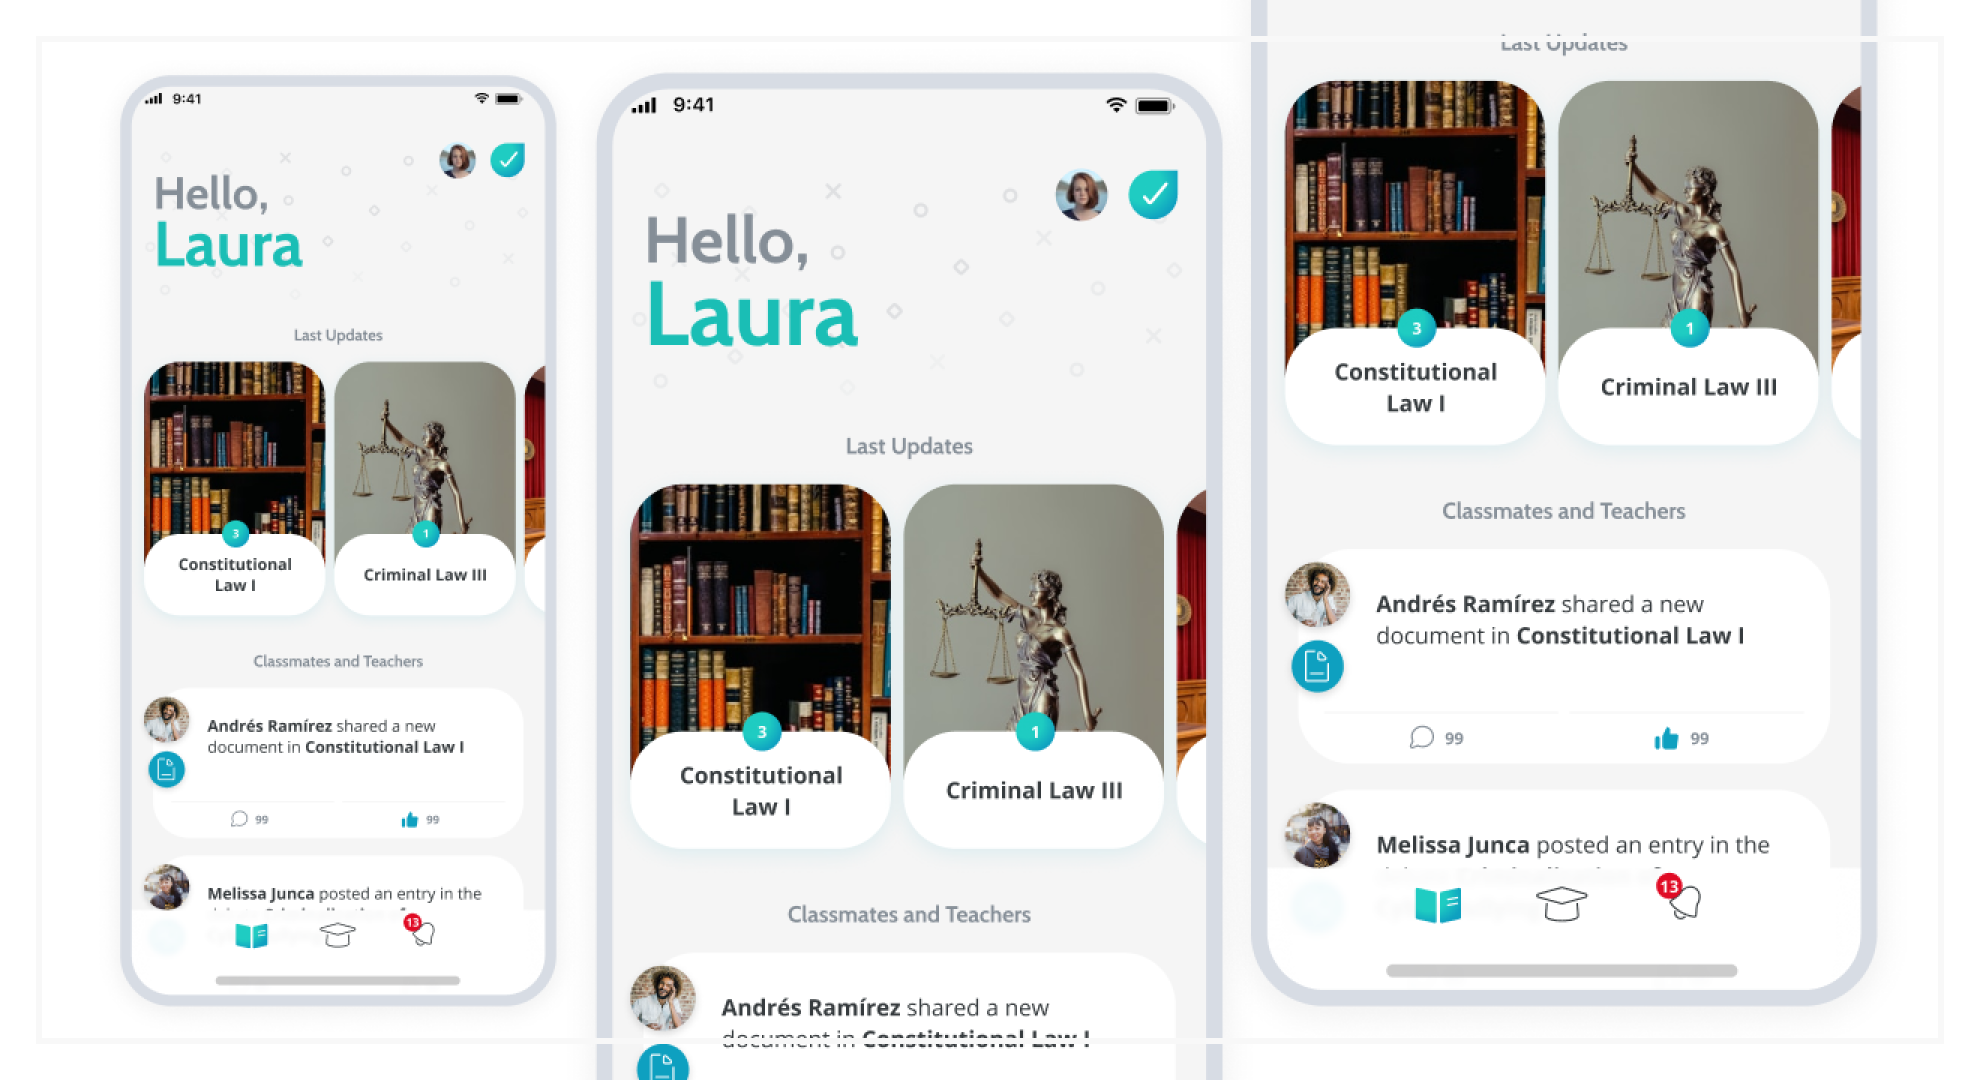 9:41
Hello,
Laura
Last Updates
3
Constitutional
Law I
1
Criminal Law III
Classmates and Teachers
Andrés Ramírez shared a new
document in Constitutional Law I
99
99
Melissa Junca posted an entry in the
13
9:41
Hello,
Laura
Last Updates
3
Constitutional
Law I
1
Criminal Law III
Classmates and Teachers
Andrés Ramírez shared a new
document in Constitutional Law I
Last Updates
3
Constitutional
Law I
1
Criminal Law III
Classmates and Teachers
Andrés Ramírez shared a new
document in Constitutional Law I
99
99
Melissa Junca posted an entry in the
13